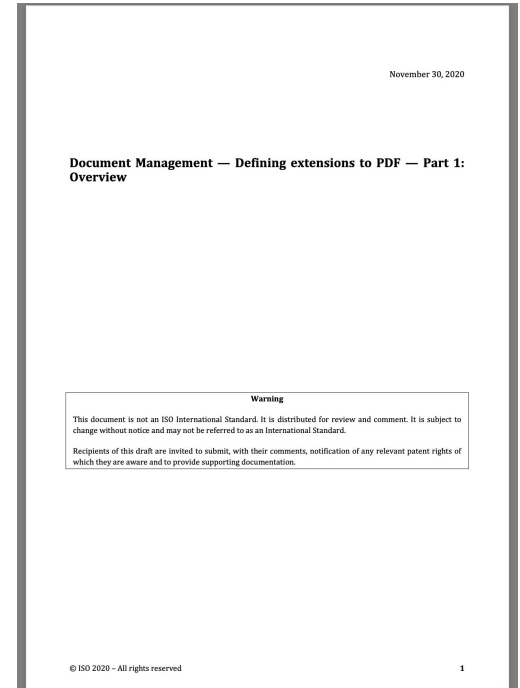 November 30, 2020
Document Management — Defining extensions to PDF — Part 1:
Overview
Warning
This document is not an ISO International Standard. It is distributed for review and comment. It is subject to
change without notice and may not be referred to as an International Standard.
Recipients of this draft are invited to submit, with their comments, notification of any relevant patent rights of
which they are aware and to provide supporting documentation.
© ISO 2020 – All rights reserved
1